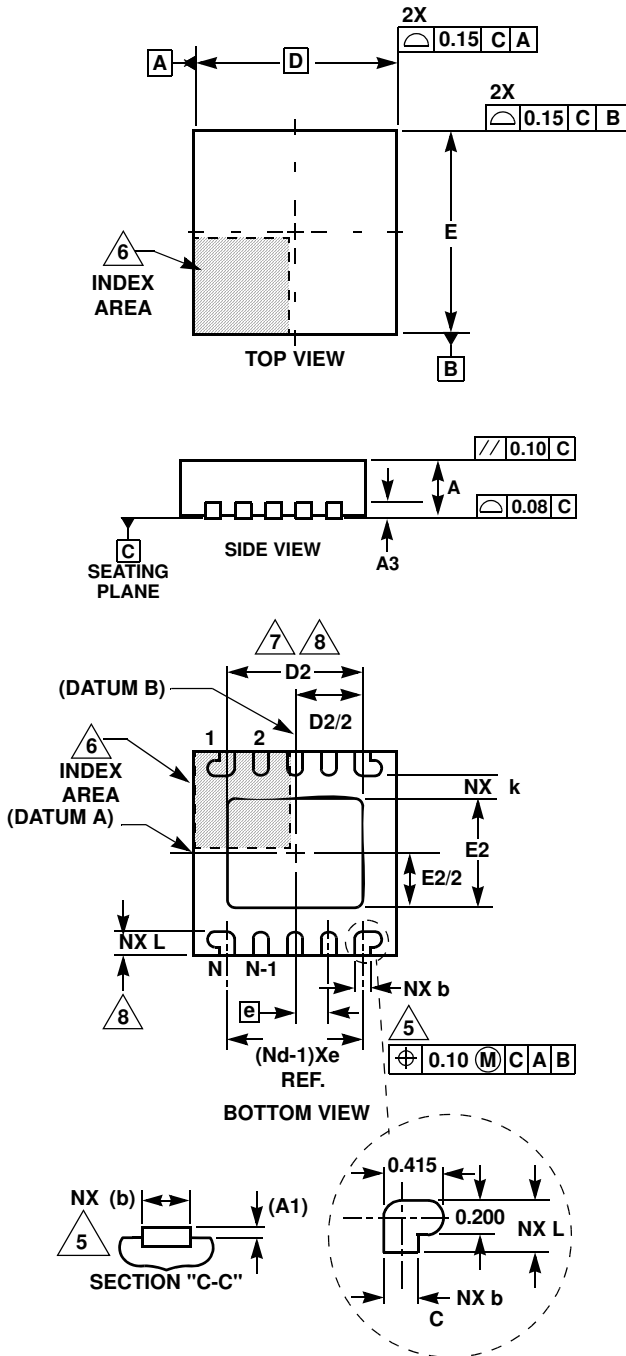 2X
⌓ 0.15 C A
A
D
2X
⌓ 0.15 C B
E
6
INDEX
AREA
TOP VIEW
B
// 0.10 C
A
⌓ 0.08 C
C
SEATING
PLANE
SIDE VIEW
A3
7 8
D2
(DATUM B)
D2/2
1 2
6
INDEX
AREA
(DATUM A)
NX k
E2
E2/2
NX L
N N-1
NX b
8
e
5
(Nd-1)Xe
REF.
⌖ 0.10 Ⓜ C A B
BOTTOM VIEW
NX (b)
(A1)
5
SECTION "C-C"
0.415
0.200
NX L
NX b
C